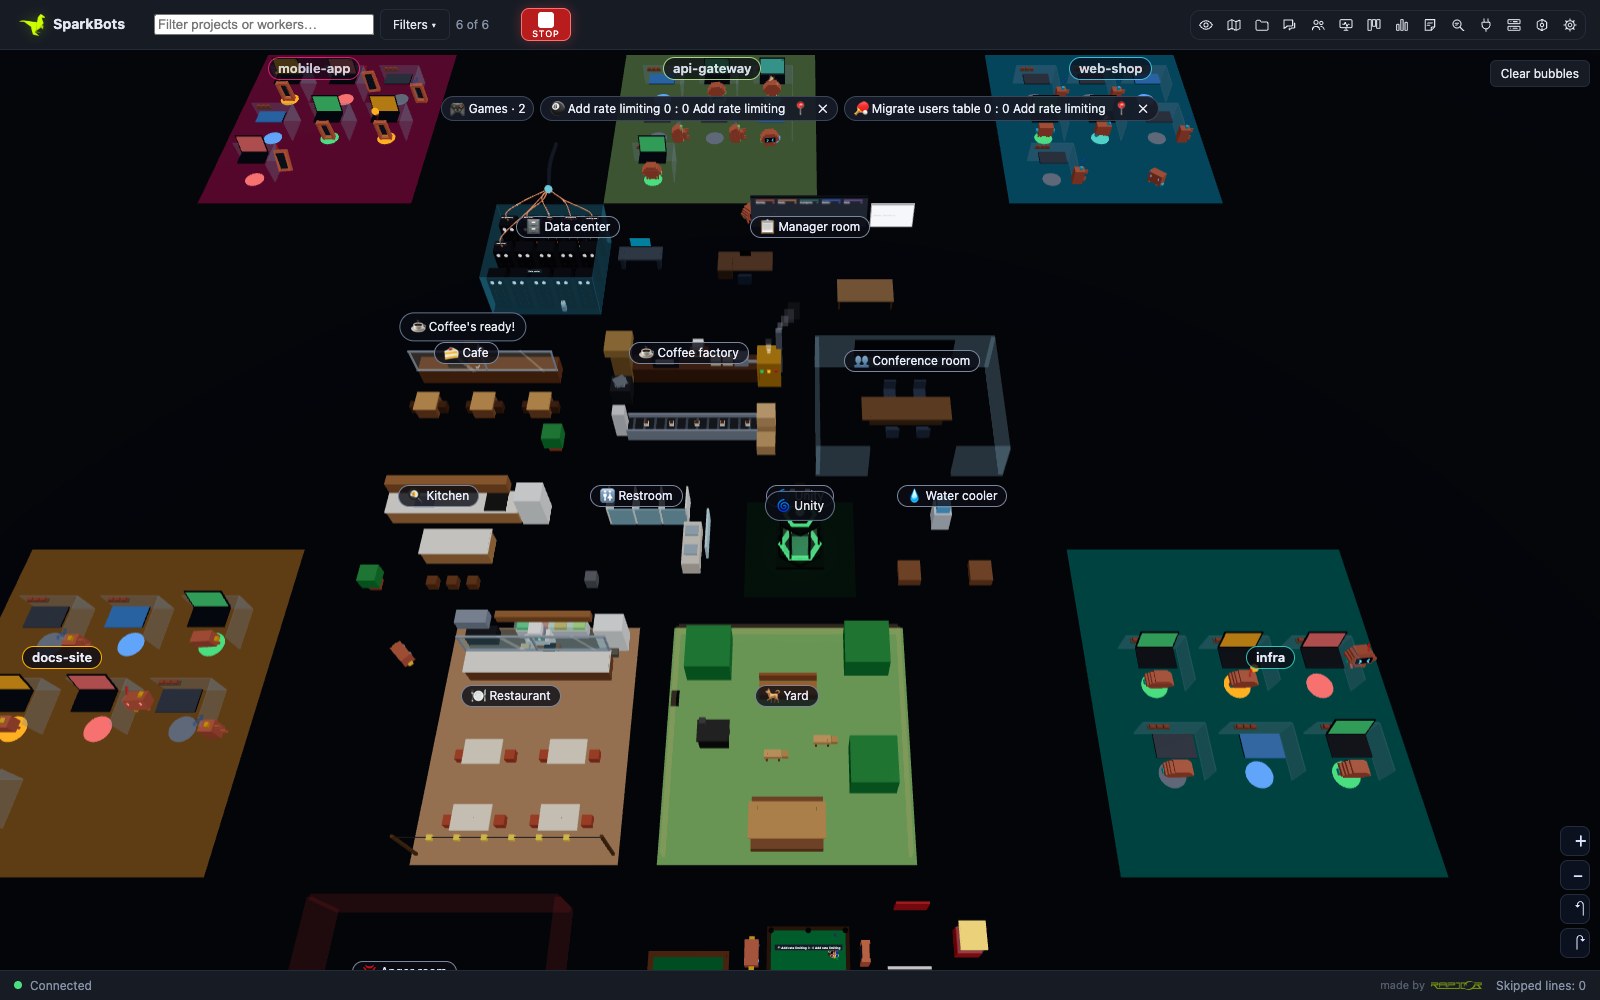 SparkBots
Filter projects or workers...
Filters ▾
6 of 6
STOP
Clear bubbles
mobile-app
api-gateway
web-shop
Games · 2
Add rate limiting 0 : 0 Add rate limiting
Migrate users table 0 : 0 Add rate limiting
Data center
Manager room
Coffee's ready!
Cafe
Coffee factory
Conference room
Kitchen
Restroom
Unity
Water cooler
docs-site
infra
Restaurant
Yard
Connected
made by RAPTOR
Skipped lines: 0